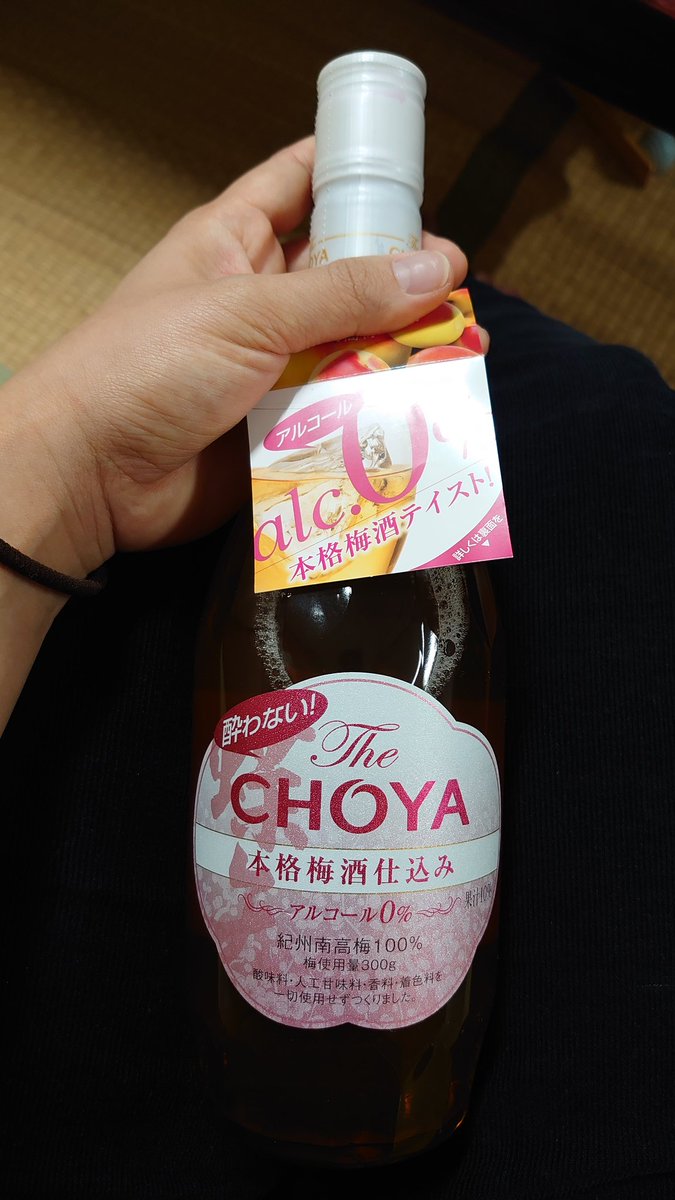 CHOYA
アルコール
alc.0%
本格梅酒テイスト!
詳しくは裏面を
酔わない!
The
CHOYA
本格梅酒仕込み
果汁10%
アルコール0%
紀州南高梅100%
梅使用量300g
酸味料・人工甘味料・香料・着色料を
一切使用せずつくりました。